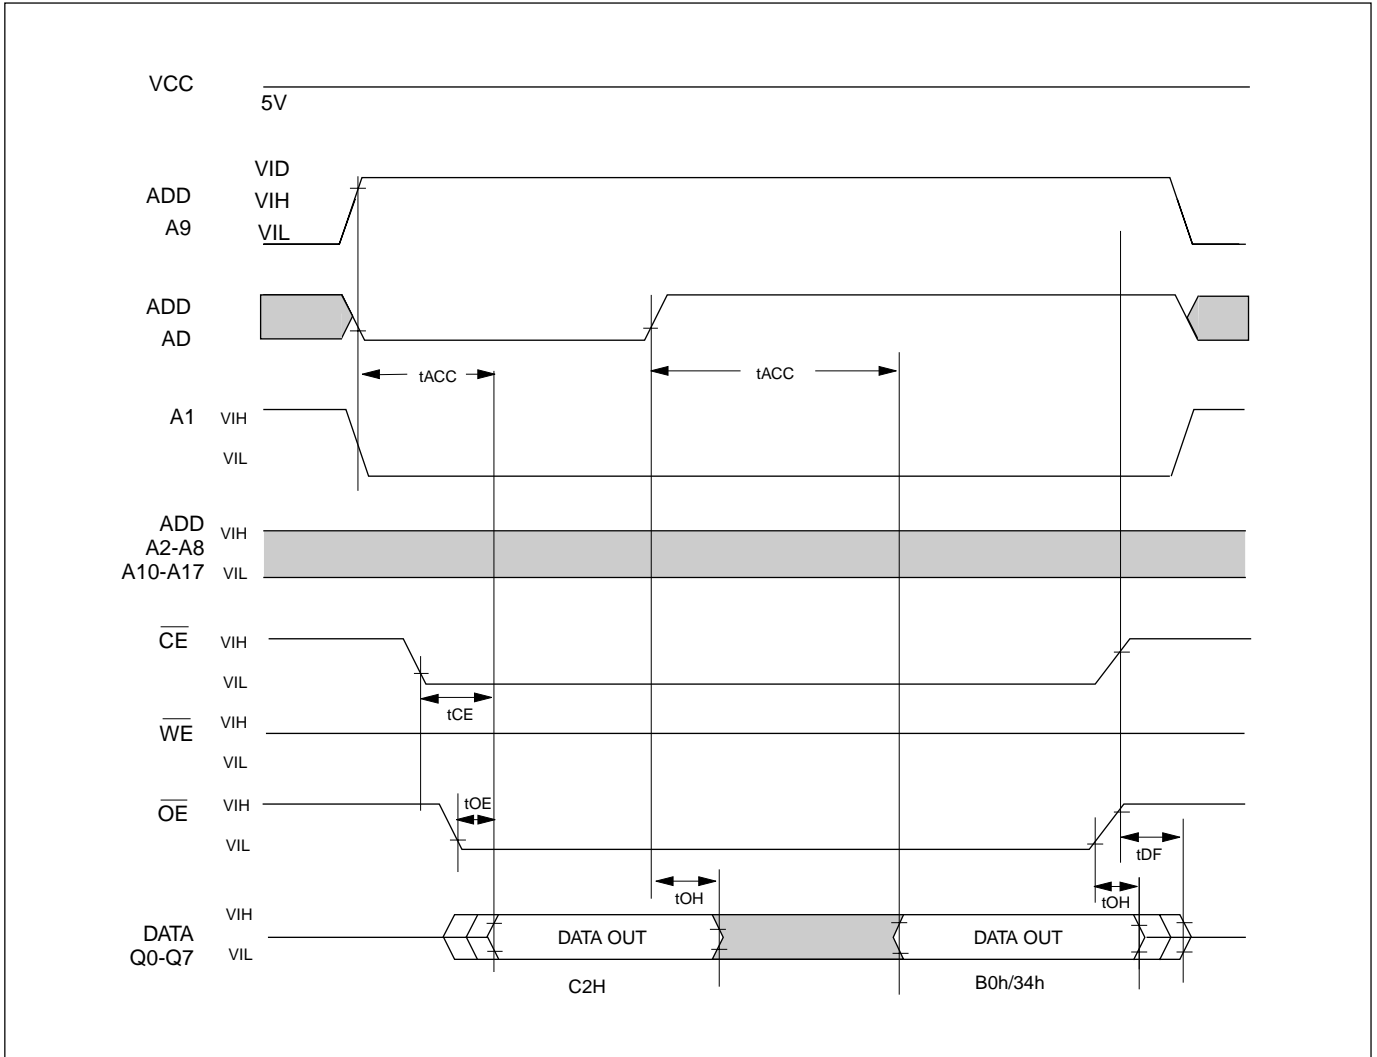 VCC
5V
VID
ADD
VIH
A9
VIL
ADD
AD
tACC
tACC
A1
VIH
VIL
ADD
VIH
A2-A8
A10-A17
VIL
CE
VIH
VIL
tCE
WE
VIH
VIL
OE
VIH
tOE
VIL
tDF
tOH
tOH
VIH
DATA
DATA OUT
DATA OUT
Q0-Q7
VIL
C2H
B0h/34h